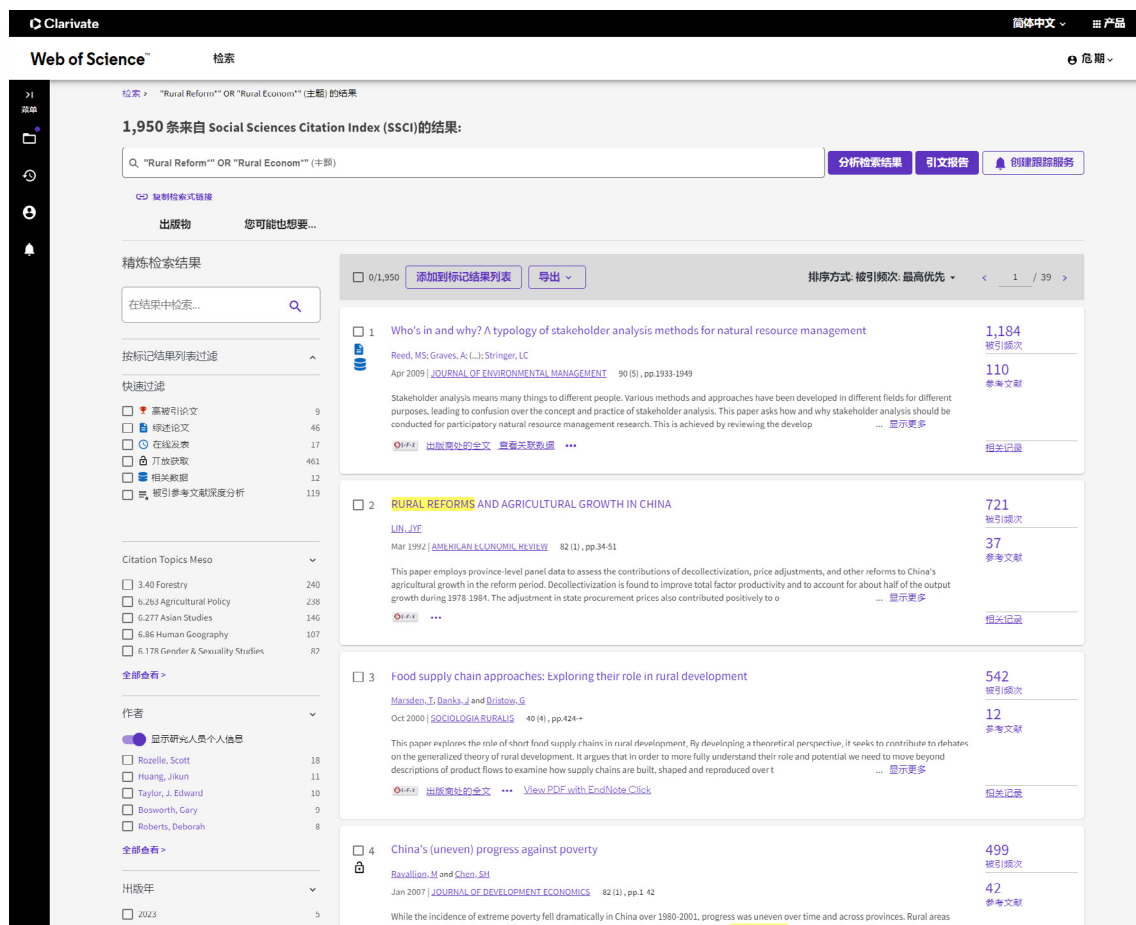 Clarivate
简体中文
产品
Web of Science™
检索
危期
菜单
检索 > "Rural Reform*" OR "Rural Econom*" (主题) 的结果
1,950 条来自 Social Sciences Citation Index (SSCI)的结果:
"Rural Reform*" OR "Rural Econom*" (主题)
分析检索结果
引文报告
创建跟踪服务
复制检索式链接
出版物
您可能也想要...
精炼检索结果
在结果中检索...
按标记结果列表过滤
快速过滤
高被引论文 9
综述论文 46
在线发表 17
开放获取 461
相关数据 12
被引参考文献深度分析 119
Citation Topics Meso
3.40 Forestry 240
6.263 Agricultural Policy 238
6.277 Asian Studies 146
6.86 Human Geography 107
6.178 Gender & Sexuality Studies 82
全部查看 >
作者
显示研究人员个人信息
Rozelle, Scott 18
Huang, Jikun 11
Taylor, J. Edward 10
Bosworth, Gary 9
Roberts, Deborah 8
全部查看 >
出版年
2023 5
0/1,950
添加到标记结果列表
导出
排序方式: 被引频次: 最高优先
< 1 / 39 >
1 Who's in and why? A typology of stakeholder analysis methods for natural resource management
Reed, MS; Graves, A; (...); Stringer, LC
Apr 2009 | JOURNAL OF ENVIRONMENTAL MANAGEMENT 90 (5) , pp.1933-1949
Stakeholder analysis means many things to different people. Various methods and approaches have been developed in different fields for different
purposes, leading to confusion over the concept and practice of stakeholder analysis. This paper asks how and why stakeholder analysis should be
conducted for participatory natural resource management research. This is achieved by reviewing the develop ... 显示更多
S·F·X 出版商处的全文 查看关联数据 •••
1,184
被引频次
110
参考文献
相关记录
2 RURAL REFORMS AND AGRICULTURAL GROWTH IN CHINA
LIN, JYF
Mar 1992 | AMERICAN ECONOMIC REVIEW 82 (1) , pp.34-51
This paper employs province-level panel data to assess the contributions of decollectivization, price adjustments, and other reforms to China's
agricultural growth in the reform period. Decollectivization is found to improve total factor productivity and to account for about half of the output
growth during 1978-1984. The adjustment in state procurement prices also contributed positively to o ... 显示更多
S·F·X •••
721
被引频次
37
参考文献
相关记录
3 Food supply chain approaches: Exploring their role in rural development
Marsden, T; Banks, J and Bristow, G
Oct 2000 | SOCIOLOGIA RURALIS 40 (4) , pp.424-+
This paper explores the role of short food supply chains in rural development, By developing a theoretical perspective, it seeks to contribute to debates
on the generalized theory of rural development. It argues that in order to more fully understand their role and potential we need to move beyond
descriptions of product flows to examine how supply chains are built, shaped and reproduced over t ... 显示更多
S·F·X 出版商处的全文 ••• View PDF with EndNote Click
542
被引频次
12
参考文献
相关记录
4 China's (uneven) progress against poverty
Ravallion, M and Chen, SH
Jan 2007 | JOURNAL OF DEVELOPMENT ECONOMICS 82 (1) , pp.1-42
While the incidence of extreme poverty fell dramatically in China over 1980-2001, progress was uneven over time and across provinces. Rural areas
499
被引频次
42
参考文献